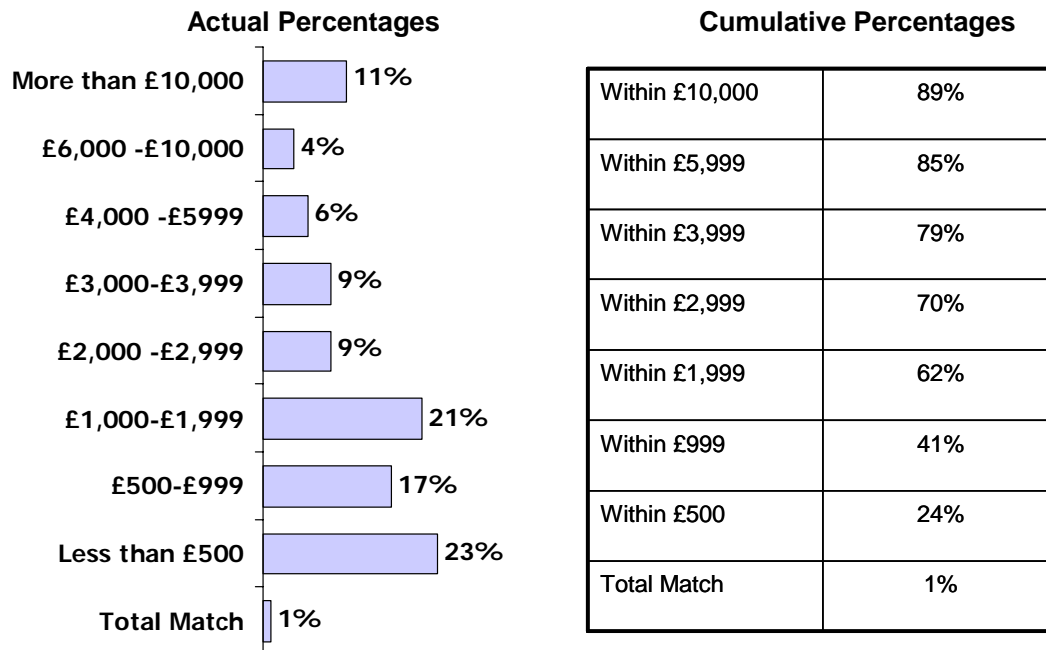 Actual Percentages
More than £10,000 11%
£6,000 -£10,000 4%
£4,000 -£5999 6%
£3,000-£3,999 9%
£2,000 -£2,999 9%
£1,000-£1,999 21%
£500-£999 17%
Less than £500 23%
Total Match 1%
Cumulative Percentages
Within £10,000 89%
Within £5,999 85%
Within £3,999 79%
Within £2,999 70%
Within £1,999 62%
Within £999 41%
Within £500 24%
Total Match 1%